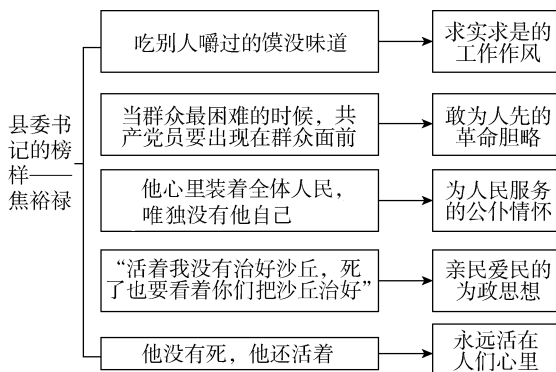 县委书
记的榜
样——
焦裕禄
吃别人嚼过的馍没味道
求实求是的
工作作风
当群众最困难的时候，共
产党员要出现在群众面前
敢为人先的
革命胆略
他心里装着全体人民，
唯独没有他自己
为人民服务
的公仆情怀
“活着我没有治好沙丘，死
了也要看着你们把沙丘治好”
亲民爱民的
为政思想
他没有死，他还活着
永远活在
人们心里